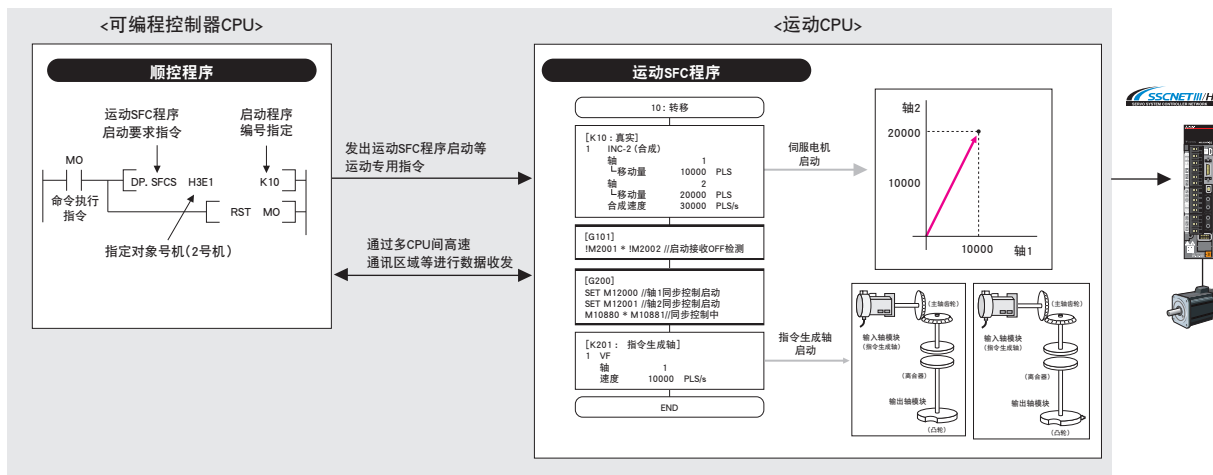 <可编程控制器CPU>
顺控程序
运动SFC程序
启动要求指令
启动程序
编号指定
MO
DP. SFCS H3E1 K10
命令执行
指令
RST MO
指定对象号机(2号机)
发出运动SFC程序启动等
运动专用指令
通过多CPU间高速
通讯区域等进行数据收发
<运动CPU>
运动SFC程序
10:转移
[K10:真实]
1 INC-2 (合成)
轴 1
└移动量 10000 PLS
轴 2
└移动量 20000 PLS
合成速度 30000 PLS/s
[G101]
!M2001 * !M2002 //启动接收OFF检测
[G200]
SET M12000 //轴1同步控制启动
SET M12001 //轴2同步控制启动
M10880 * M10881//同步控制中
[K201: 指令生成轴]
1 VF
轴 1
速度 10000 PLS/s
END
伺服电机
启动
轴2
20000
10000
10000 轴1
指令生成轴
启动
(主轴齿轮)
输入轴模块
(指令生成轴)
(离合器)
输出轴模块
(凸轮)
(主轴齿轮)
输入轴模块
(指令生成轴)
(离合器)
输出轴模块
(凸轮)
SSCNETIII/H
SERVO SYSTEM CONTROLLER NETWORK